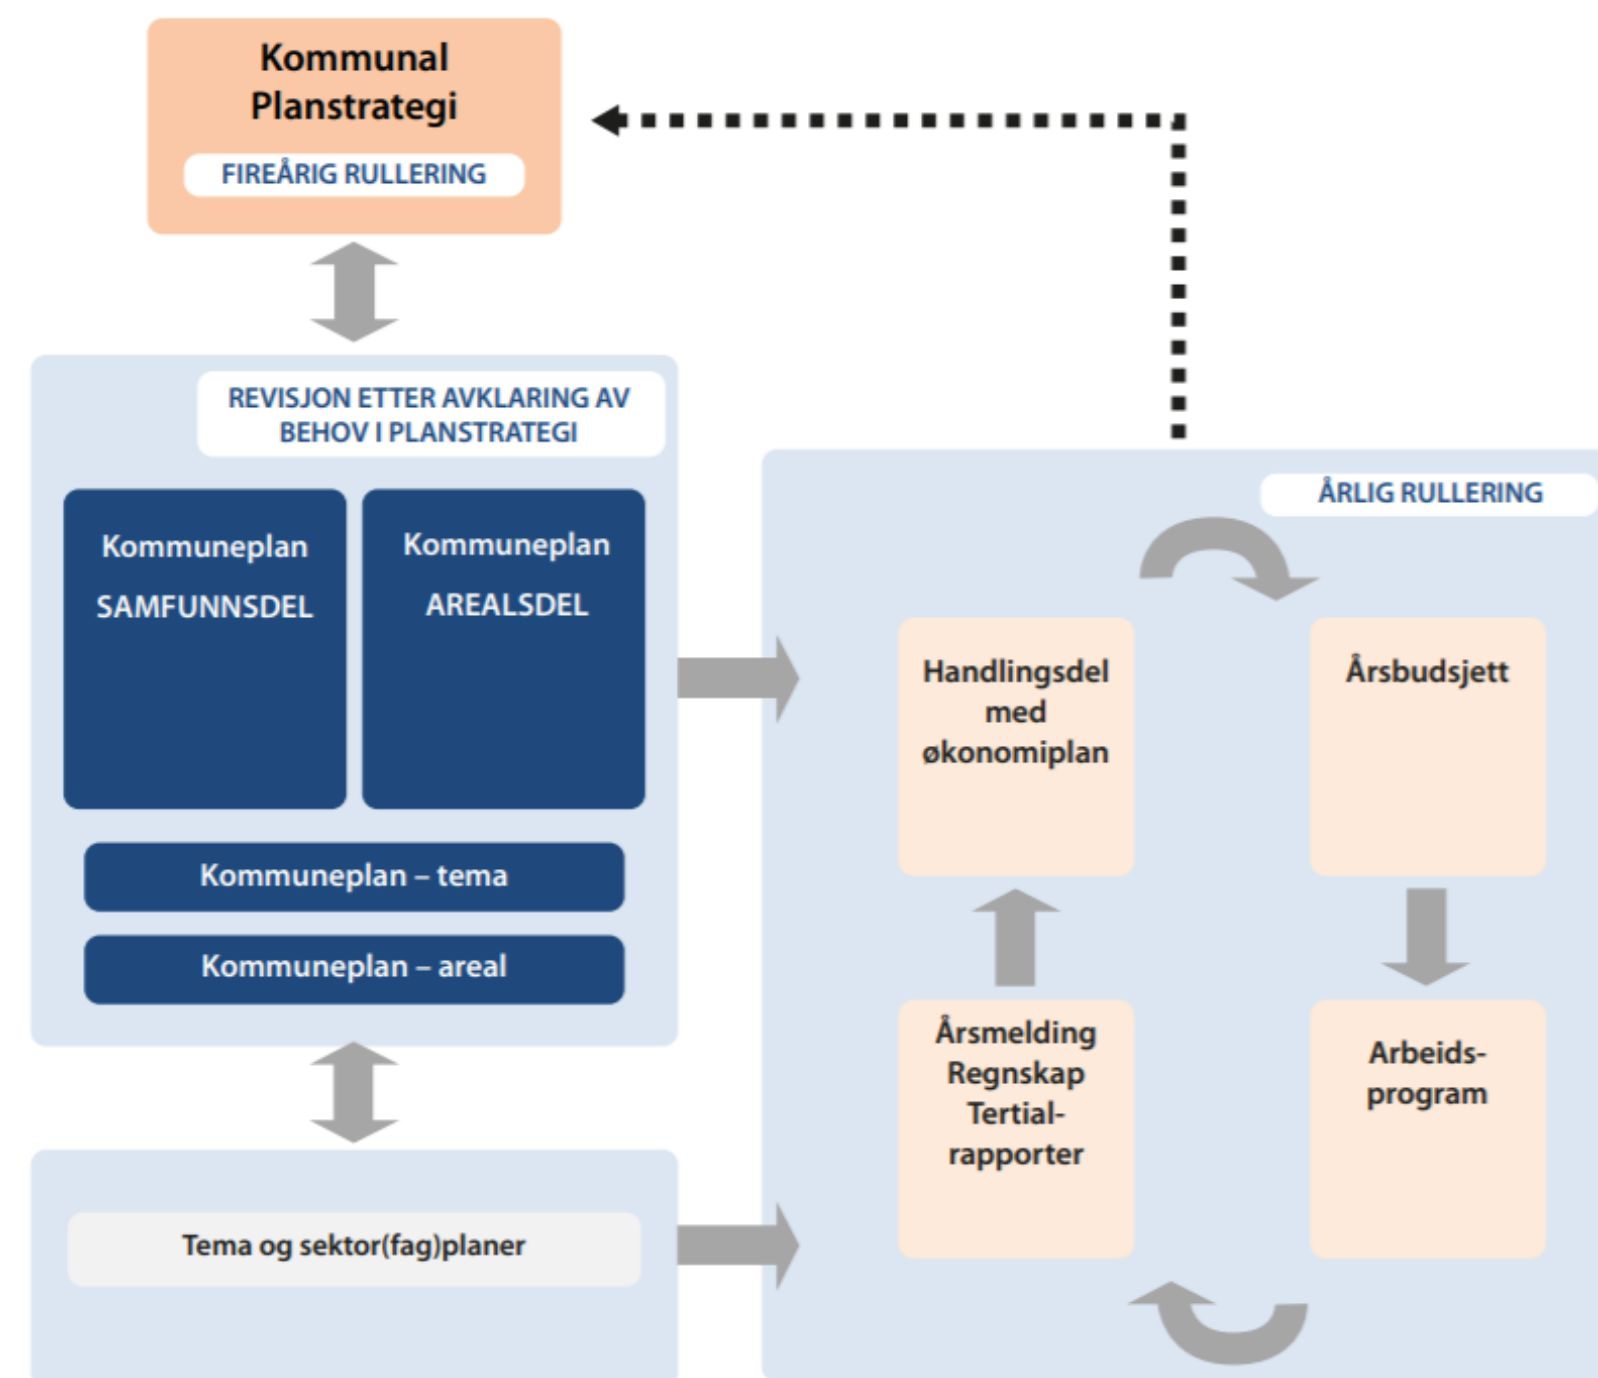 Kommunal
Planstrategi
FIREÅRIG RULLERING
REVISJON ETTER AVKLARING AV
BEHOV I PLANSTRATEGI
Kommuneplan
SAMFUNNSDEL
Kommuneplan
AREALSDEL
Kommuneplan – tema
Kommuneplan – areal
Tema og sektor(fag)planer
ÅRLIG RULLERING
Handlingsdel
med
økonomiplan
Årsbudsjett
Årsmelding
Regnskap
Tertial-
rapporter
Arbeids-
program